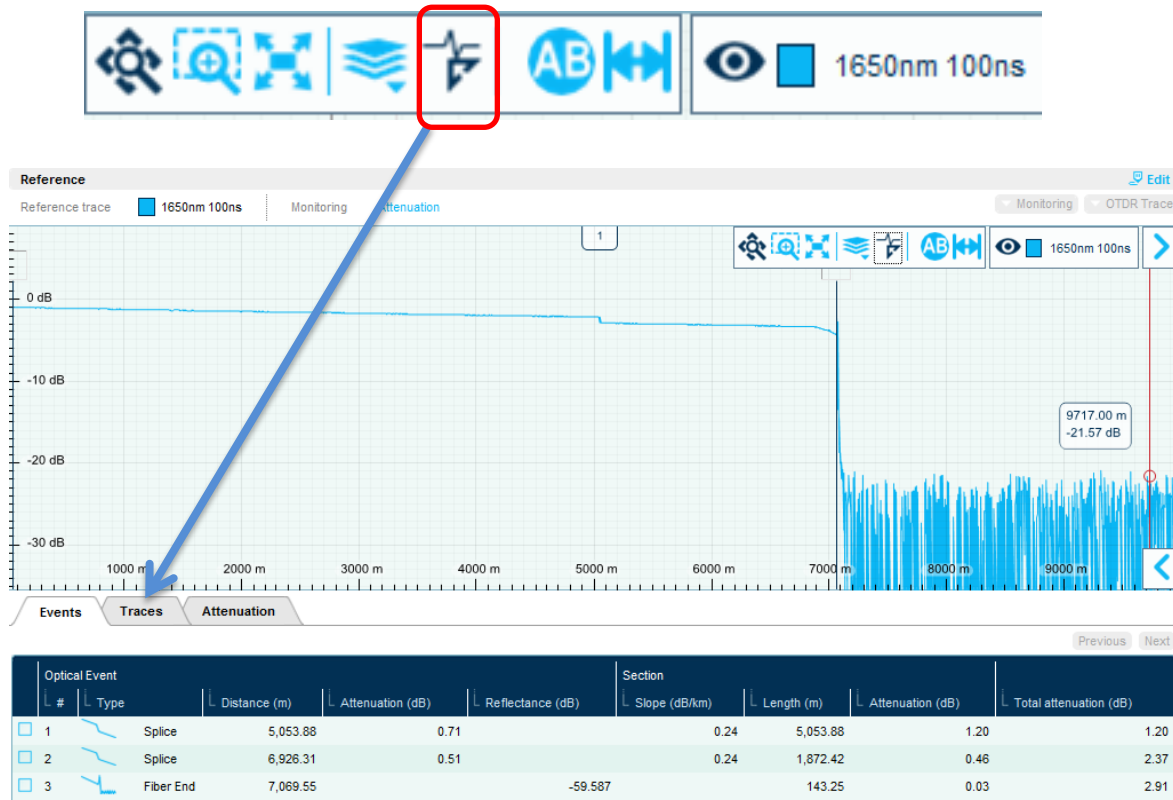 AB 1650nm 100ns
Reference Edit
Reference trace 1650nm 100ns Monitoring Attenuation Monitoring OTDR Trace
1 AB 1650nm 100ns
0 dB
-10 dB
9717.00 m
-21.57 dB
-20 dB
-30 dB
1000 m 2000 m 3000 m 4000 m 5000 m 6000 m 7000 m 8000 m 9000 m
Events Traces Attenuation
Previous Next
Optical Event Section
# Type Distance (m) Attenuation (dB) Reflectance (dB) Slope (dB/km) Length (m) Attenuation (dB) Total attenuation (dB)
1 Splice 5,053.88 0.71 0.24 5,053.88 1.20 1.20
2 Splice 6,926.31 0.51 0.24 1,872.42 0.46 2.37
3 Fiber End 7,069.55 -59.587 143.25 0.03 2.91